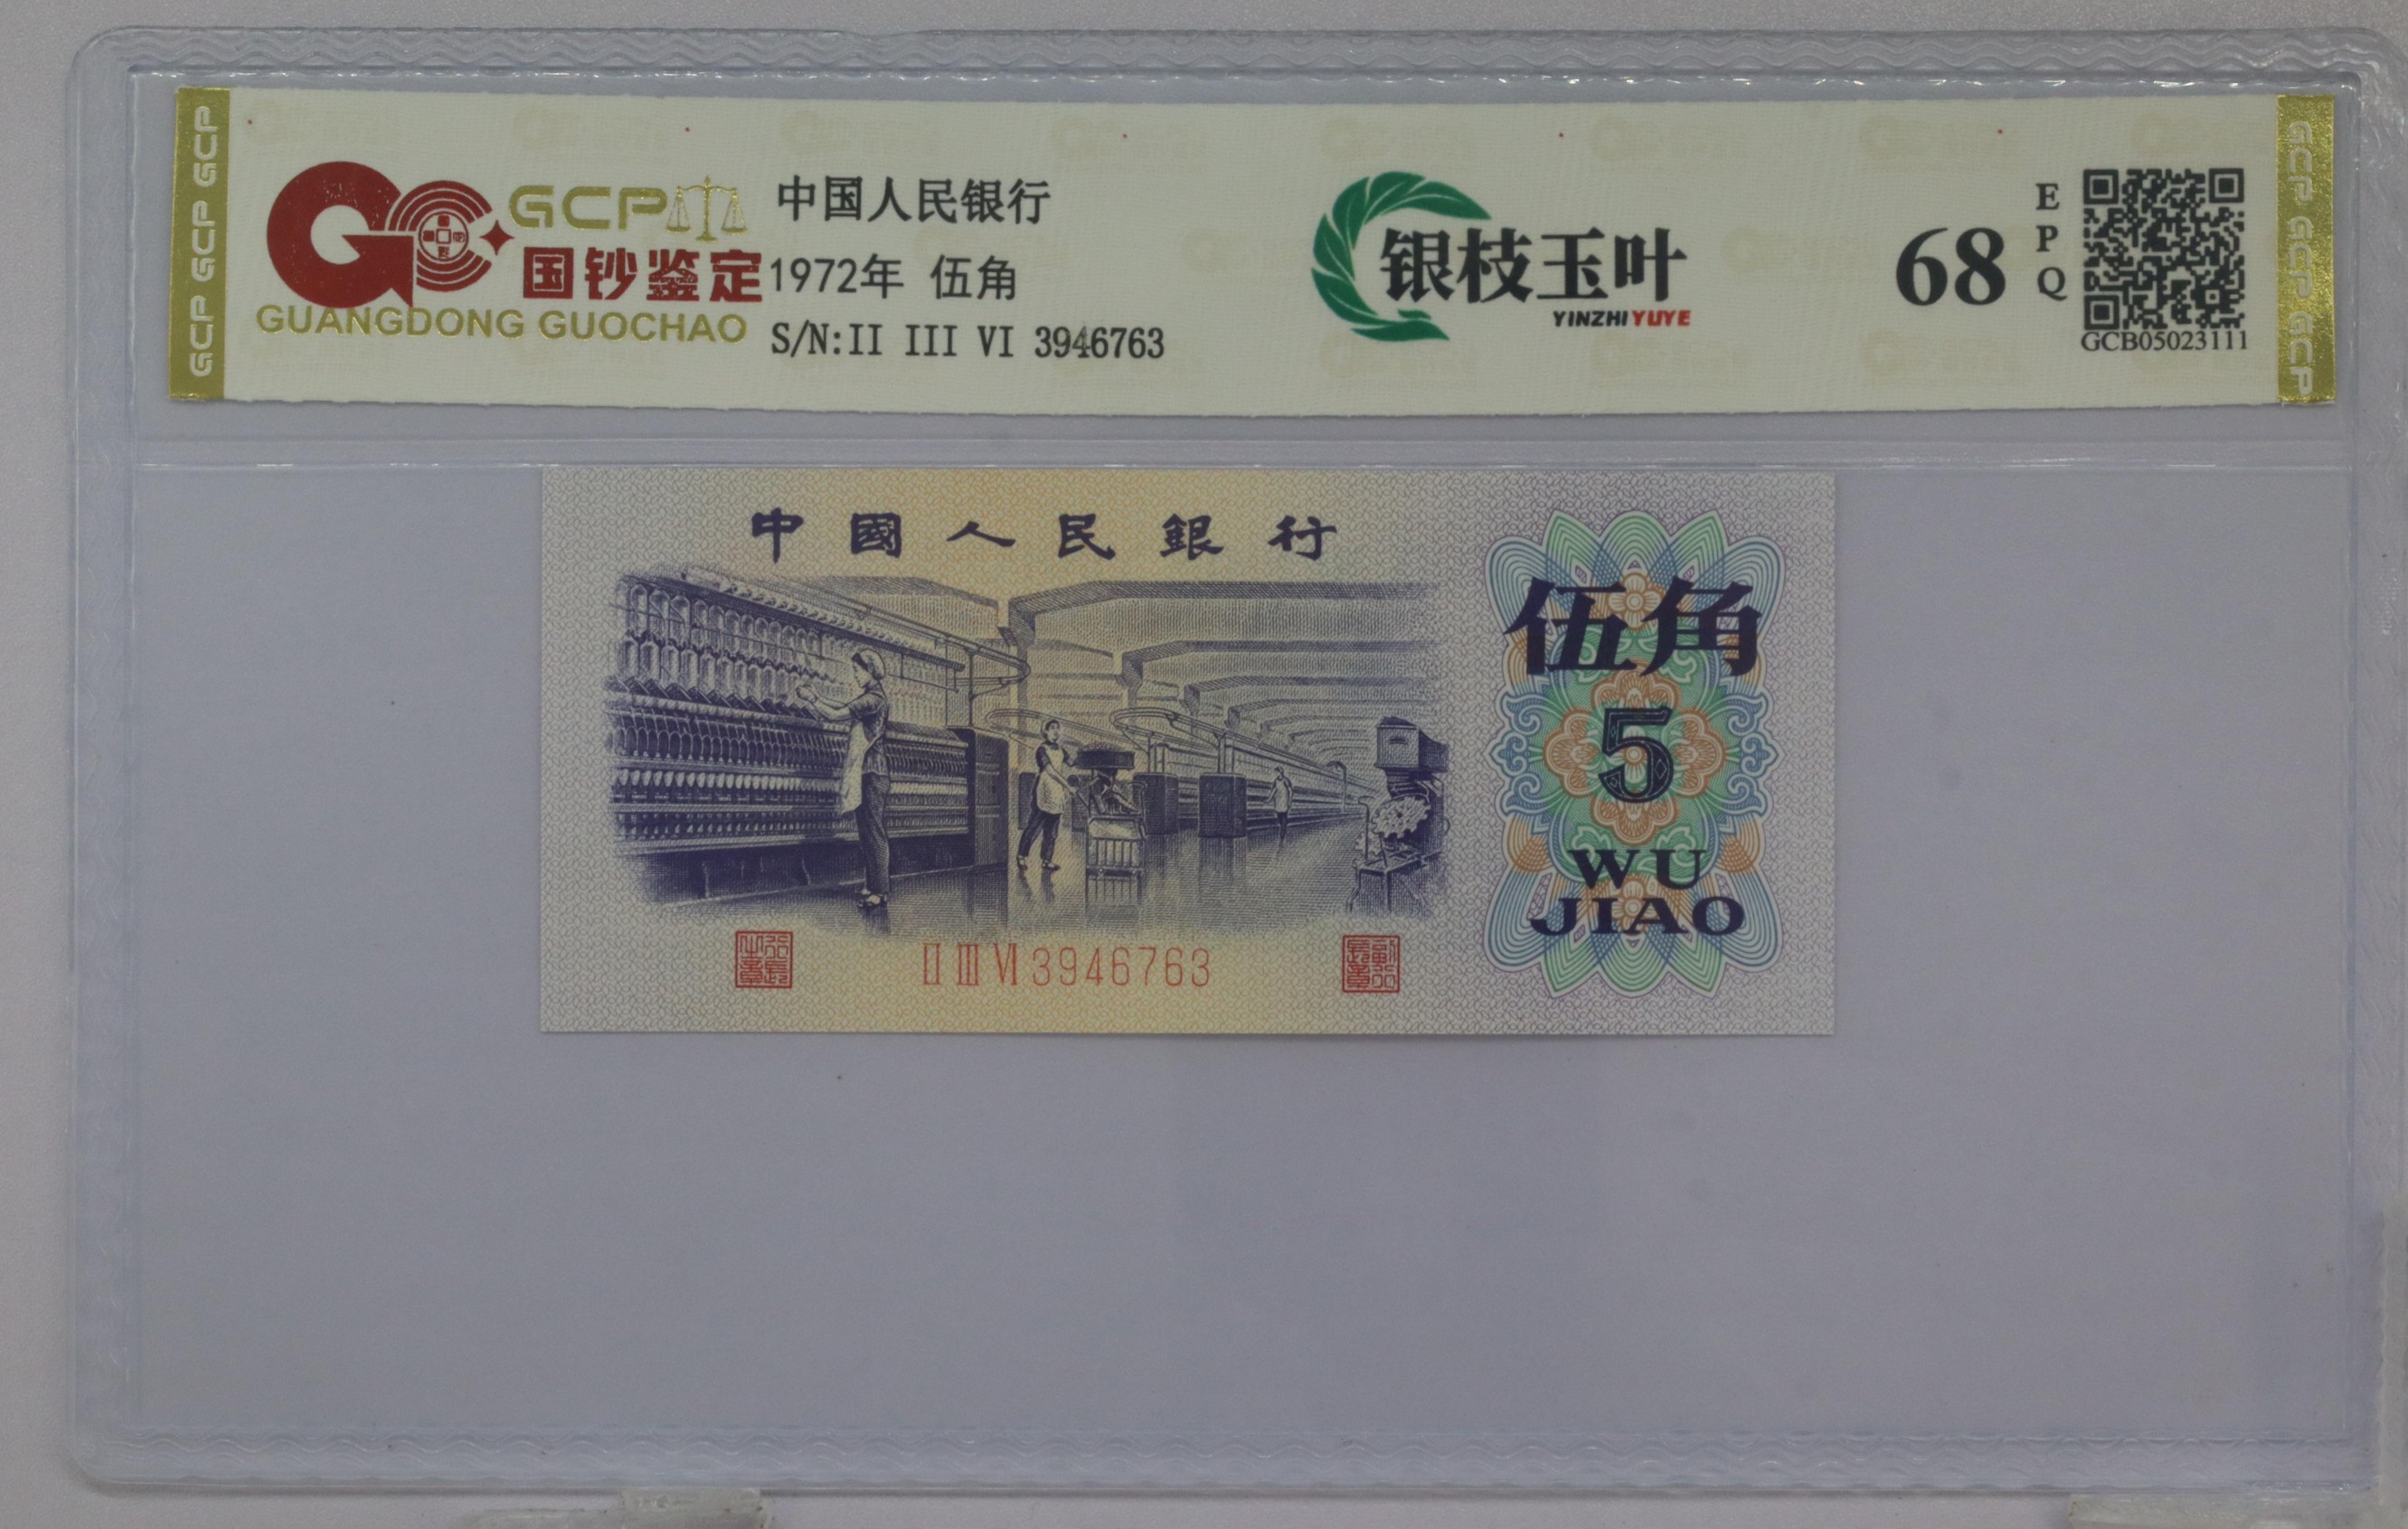 GCP GCP GCP
GCP
国钞鉴定
GUANGDONG GUOCHAO
中国人民银行
1972年 伍角
S/N:II III VI 3946763
银枝玉叶
YINZHIYUYE
68
EPQ
GCB05023111
GCP GCP GCP
中國人民銀行
伍角
5
WU
JIAO
II III VI 3946763